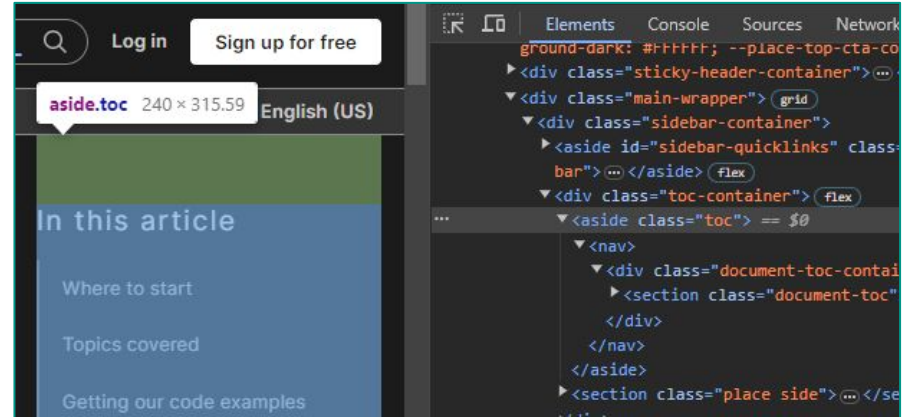 Log in Sign up for free
aside.toc 240 × 315.59 English (US)
In this article
Where to start
Topics covered
Getting our code examples
Elements Console Sources Network
ground-dark: #FFFFFF; --place-top-cta-co
<div class="sticky-header-container">
<div class="main-wrapper"> grid
<div class="sidebar-container">
<aside id="sidebar-quicklinks" class=
bar"> </aside> flex
<div class="toc-container"> flex
<aside class="toc"> == $0
<nav>
<div class="document-toc-contai
<section class="document-toc"
</div>
</nav>
</aside>
<section class="place side"> </se